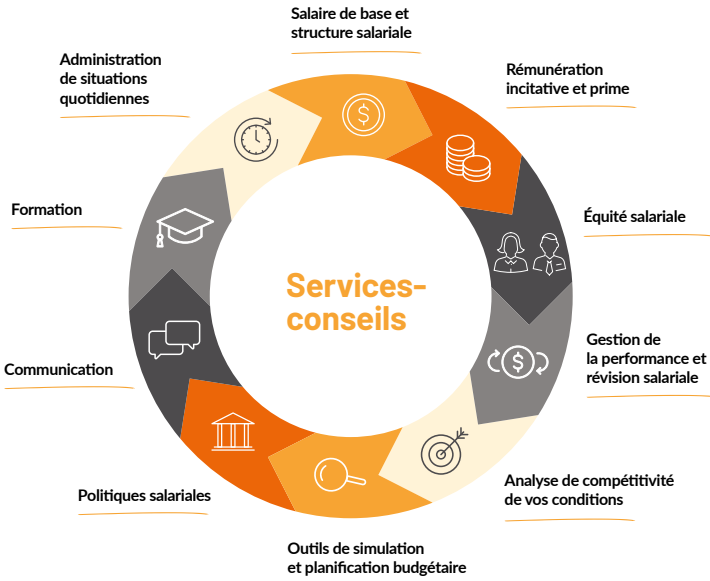 Salaire de base et
structure salariale
Rémunération
incitative et prime
Équité salariale
Gestion de
la performance et
révision salariale
Analyse de compétitivité
de vos conditions
Outils de simulation
et planification budgétaire
Politiques salariales
Communication
Formation
Administration
de situations
quotidiennes
Services-
conseils
$
$